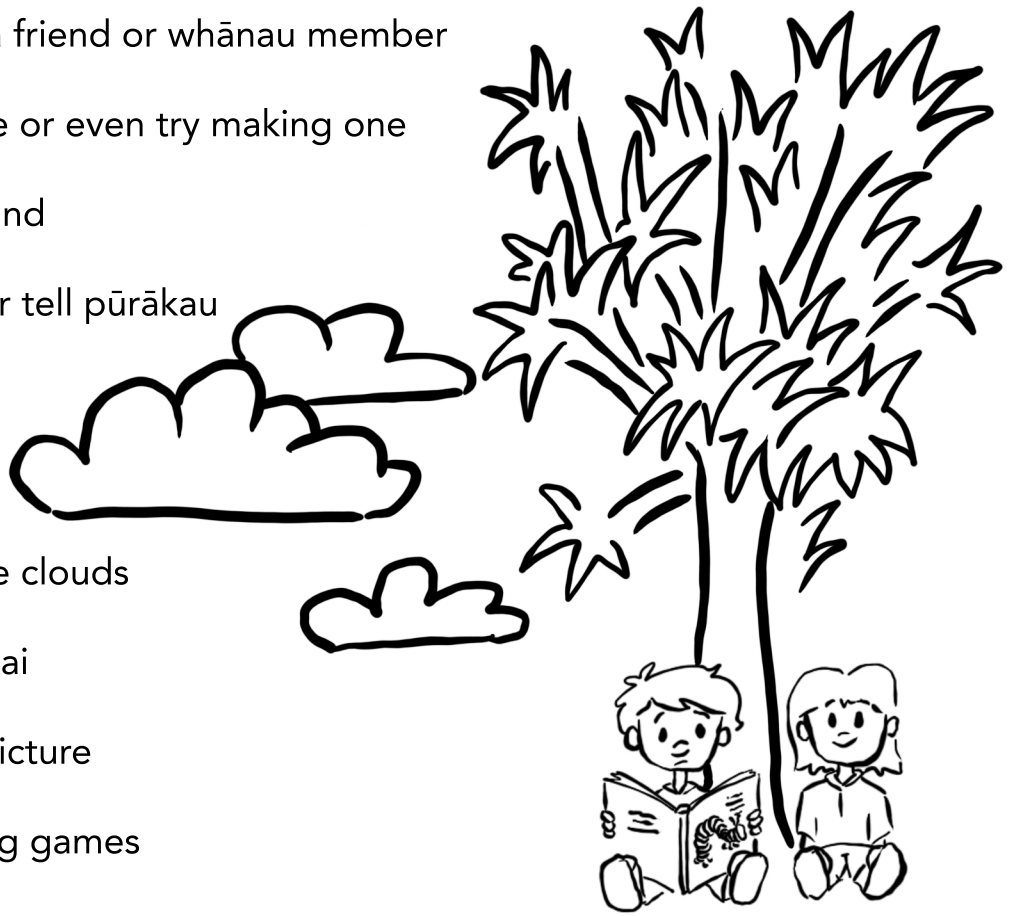 friend or whānau member
or even try making one
nd
tell pūrākau
clouds
ai
icture
games